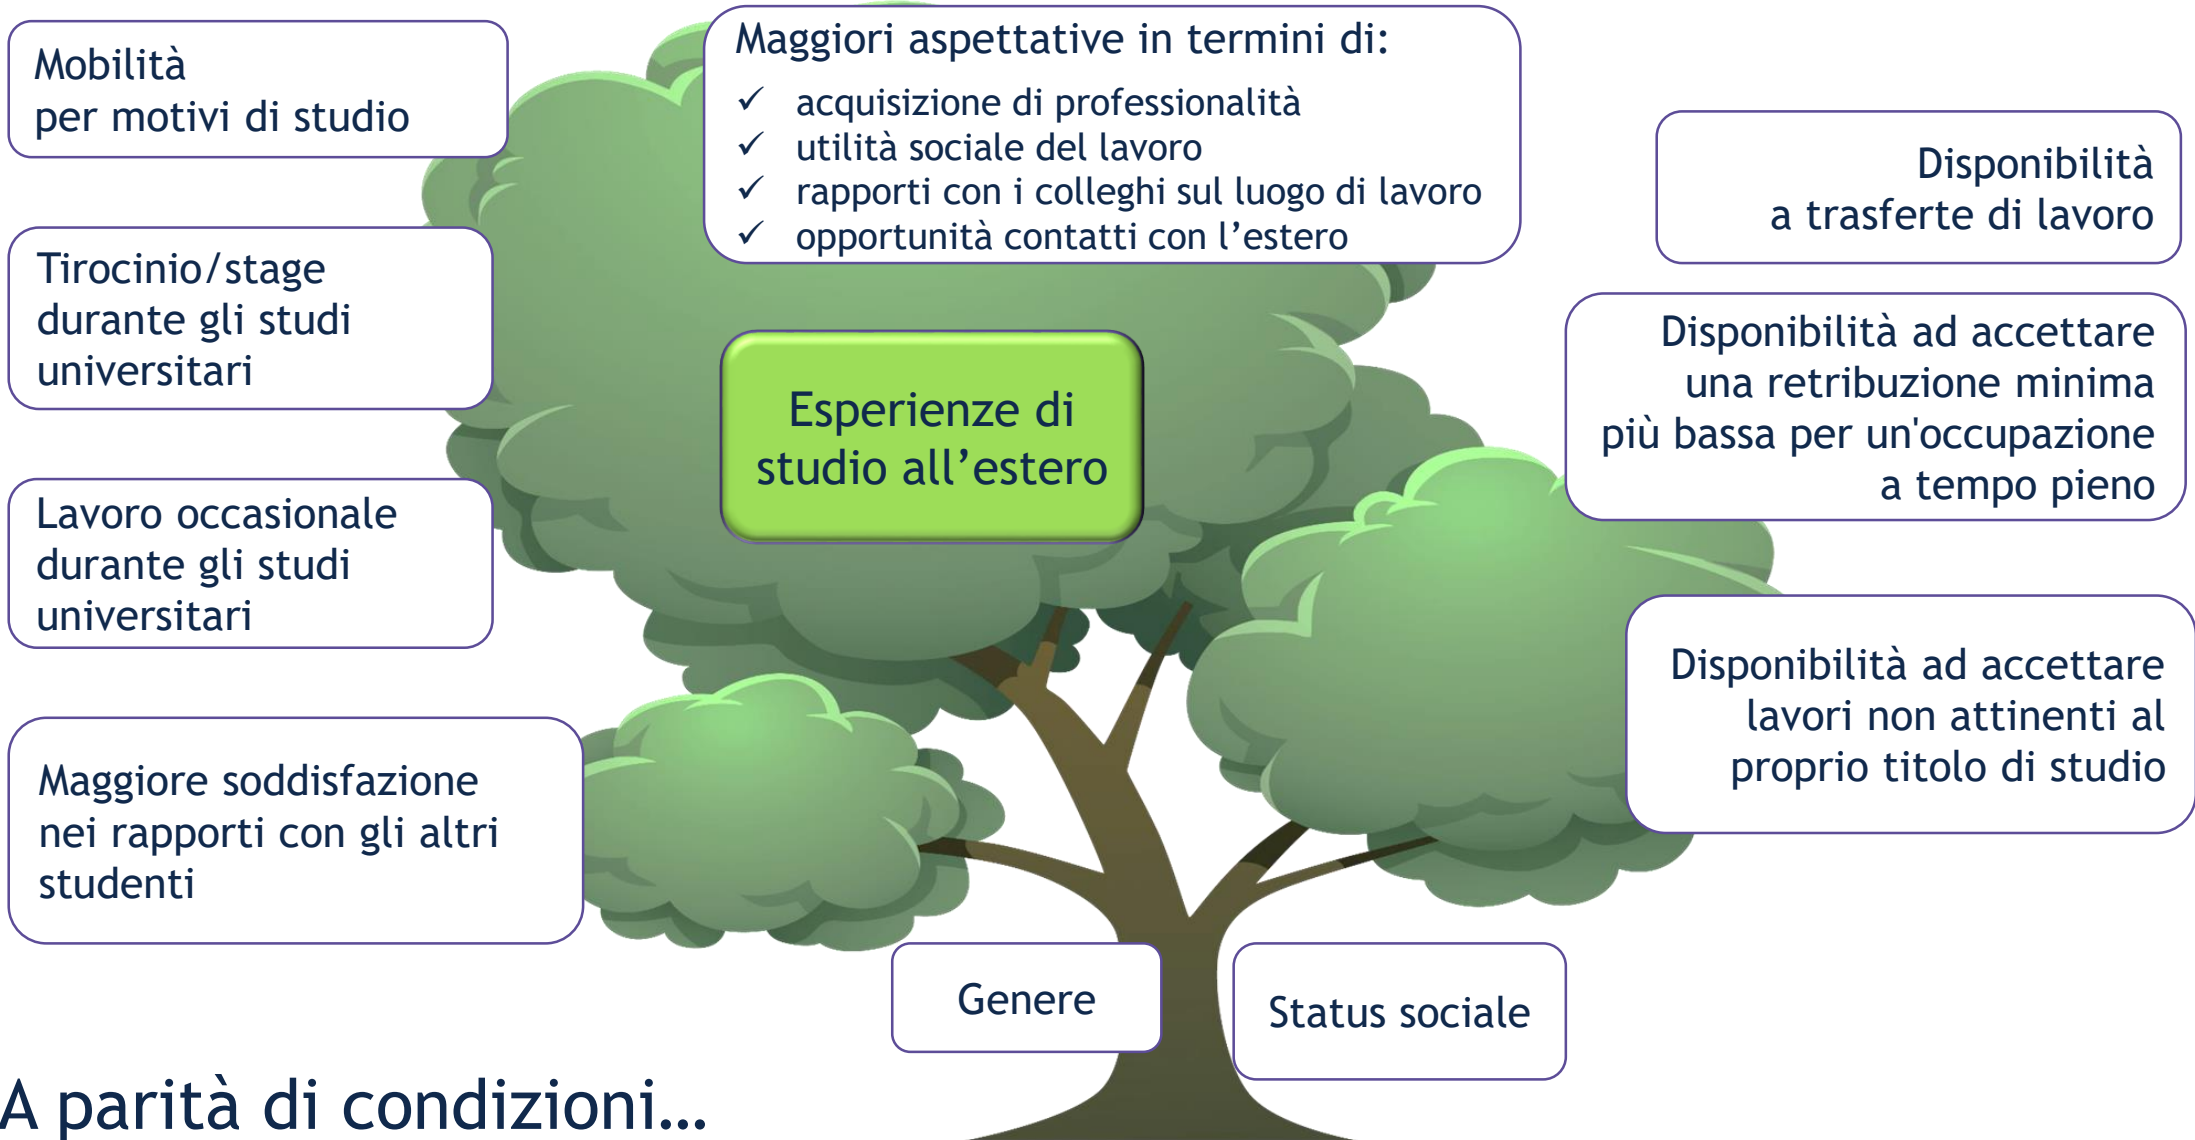 Mobilità
per motivi di studio
Tirocinio/stage
durante gli studi
universitari
Lavoro occasionale
durante gli studi
universitari
Maggiore soddisfazione
nei rapporti con gli altri
studenti
Maggiori aspettative in termini di:
✓ acquisizione di professionalità
✓ utilità sociale del lavoro
✓ rapporti con i colleghi sul luogo di lavoro
✓ opportunità contatti con l’estero
Esperienze di
studio all’estero
Disponibilità
a trasferte di lavoro
Disponibilità ad accettare
una retribuzione minima
più bassa per un'occupazione
a tempo pieno
Disponibilità ad accettare
lavori non attinenti al
proprio titolo di studio
Genere
Status sociale
A parità di condizioni…